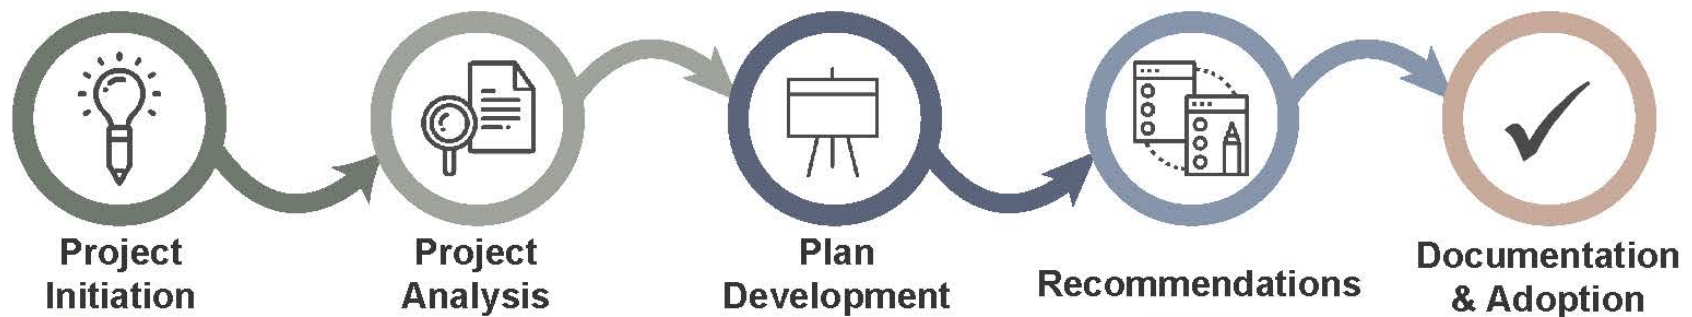 Project
Initiation
Project
Analysis
Plan
Development
Recommendations
Documentation
& Adoption